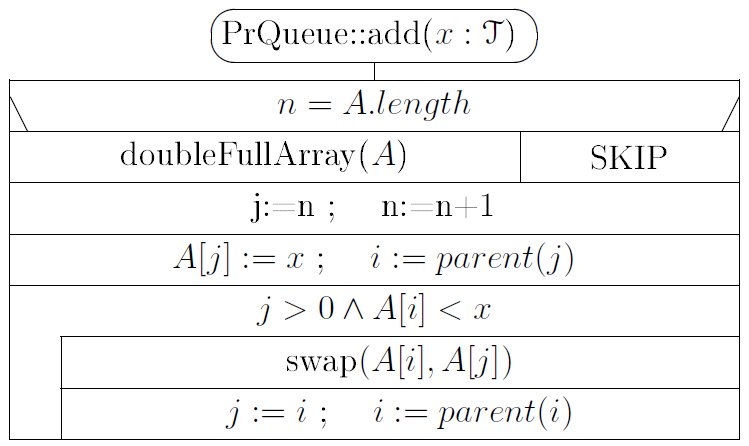 PrQueue::add(x : 𝒯)
n = A.length
doubleFullArray(A) SKIP
j:=n ; n:=n+1
A[j] := x ; i := parent(j)
j > 0 ∧ A[i] < x
swap(A[i], A[j])
j := i ; i := parent(i)